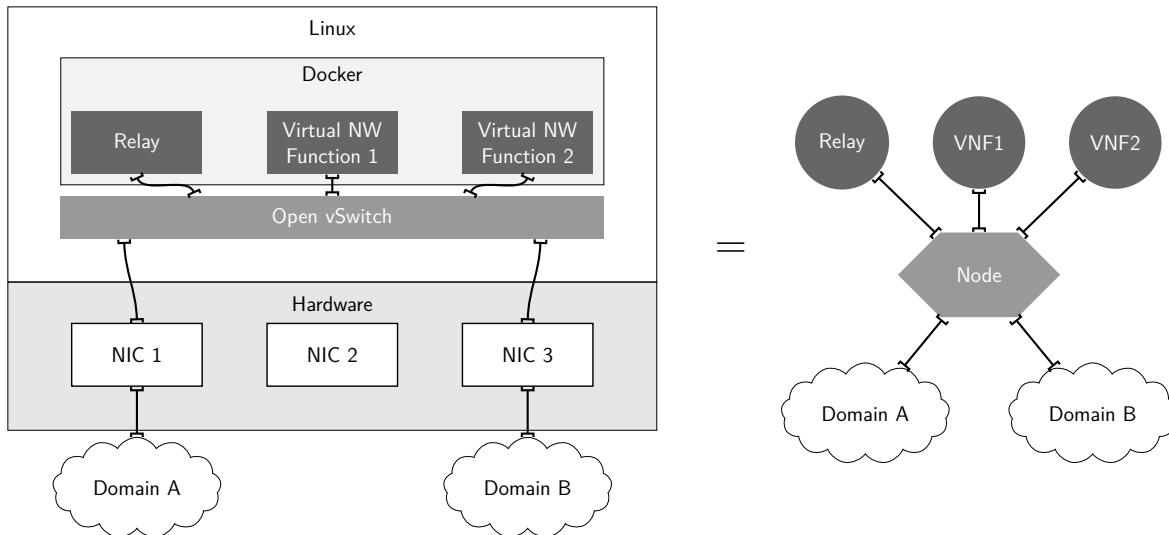 Linux
Docker
Relay
Virtual NW
Function 1
Virtual NW
Function 2
Open vSwitch
Hardware
NIC 1
NIC 2
NIC 3
Domain A
Domain B
=
Relay
VNF1
VNF2
Node
Domain A
Domain B